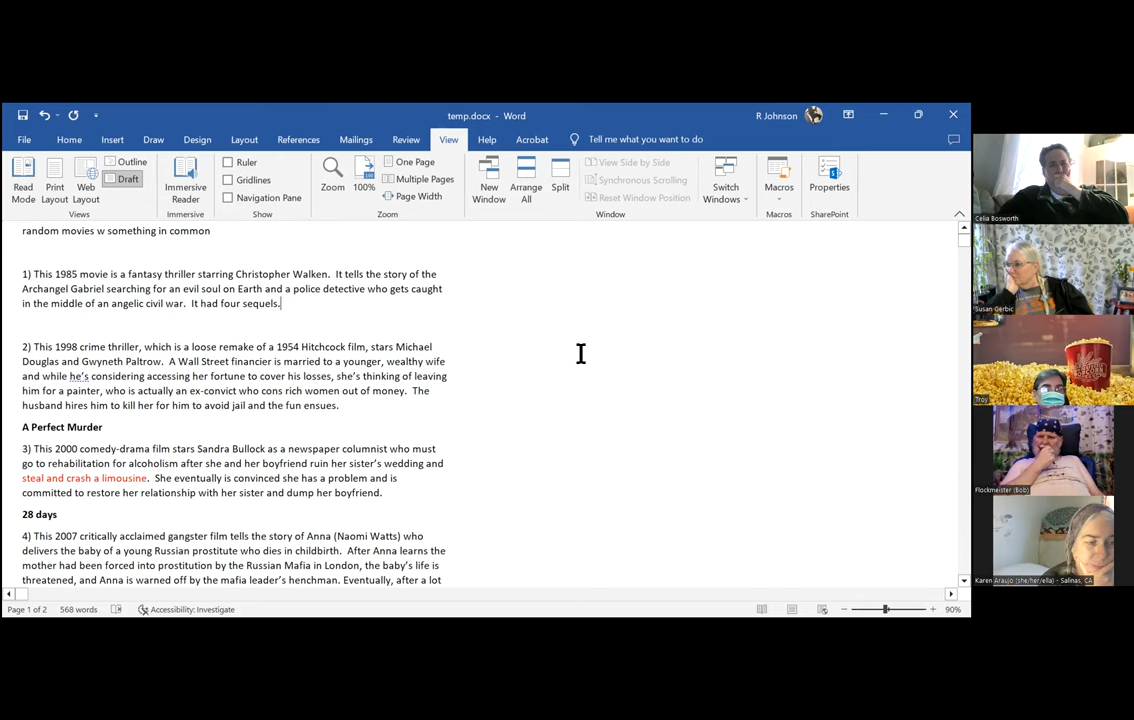 temp.docx - Word
R Johnson
File Home Insert Draw Design Layout References Mailings Review View Help Acrobat Tell me what you want to do
Read Mode
Print Layout
Web Layout
Outline
Draft
Views
Immersive Reader
Immersive
Ruler
Gridlines
Navigation Pane
Show
Zoom
100%
One Page
Multiple Pages
Page Width
Zoom
New Window
Arrange All
Split
View Side by Side
Synchronous Scrolling
Reset Window Position
Window
Switch Windows
Macros
Macros
Properties
SharePoint
random movies w something in common
1) This 1985 movie is a fantasy thriller starring Christopher Walken. It tells the story of the
Archangel Gabriel searching for an evil soul on Earth and a police detective who gets caught
in the middle of an angelic civil war. It had four sequels.
2) This 1998 crime thriller, which is a loose remake of a 1954 Hitchcock film, stars Michael
Douglas and Gwyneth Paltrow. A Wall Street financier is married to a younger, wealthy wife
and while he's considering accessing her fortune to cover his losses, she's thinking of leaving
him for a painter, who is actually an ex-convict who cons rich women out of money. The
husband hires him to kill her for him to avoid jail and the fun ensues.
A Perfect Murder
3) This 2000 comedy-drama film stars Sandra Bullock as a newspaper columnist who must
go to rehabilitation for alcoholism after she and her boyfriend ruin her sister's wedding and
steal and crash a limousine. She eventually is convinced she has a problem and is
committed to restore her relationship with her sister and dump her boyfriend.
28 days
4) This 2007 critically acclaimed gangster film tells the story of Anna (Naomi Watts) who
delivers the baby of a young Russian prostitute who dies in childbirth. After Anna learns the
mother had been forced into prostitution by the Russian Mafia in London, the baby's life is
threatened, and Anna is warned off by the mafia leader's henchman. Eventually, after a lot
Page 1 of 2 568 words Accessibility: Investigate 90%
Celia Bosworth
Susan Gerbic
Troy
Flockmeister (Bob)
Karen Araujo (she/her/ella) - Salinas, CA